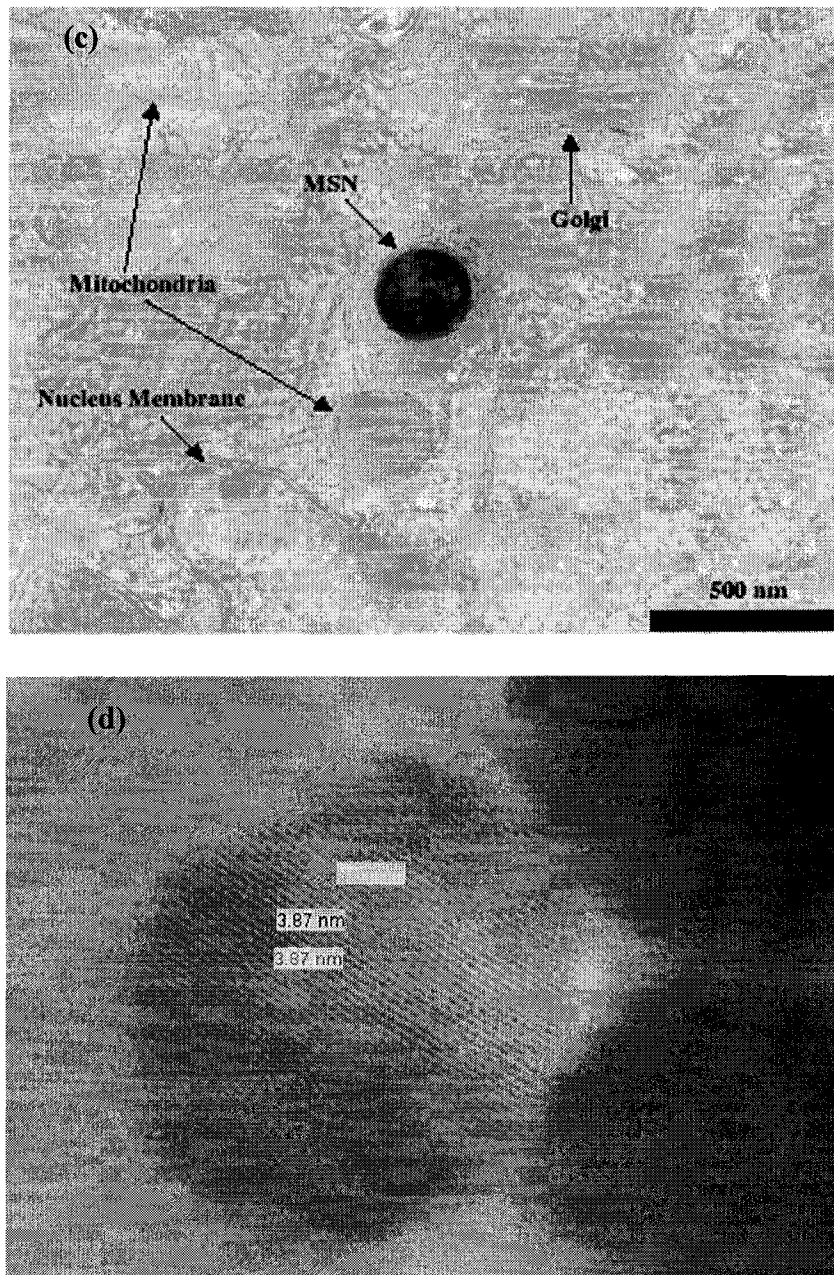 (c)
MSN
Golgi
Mitochondria
Nucleus Membrane
500 nm
(d)
3.87 nm
3.87 nm